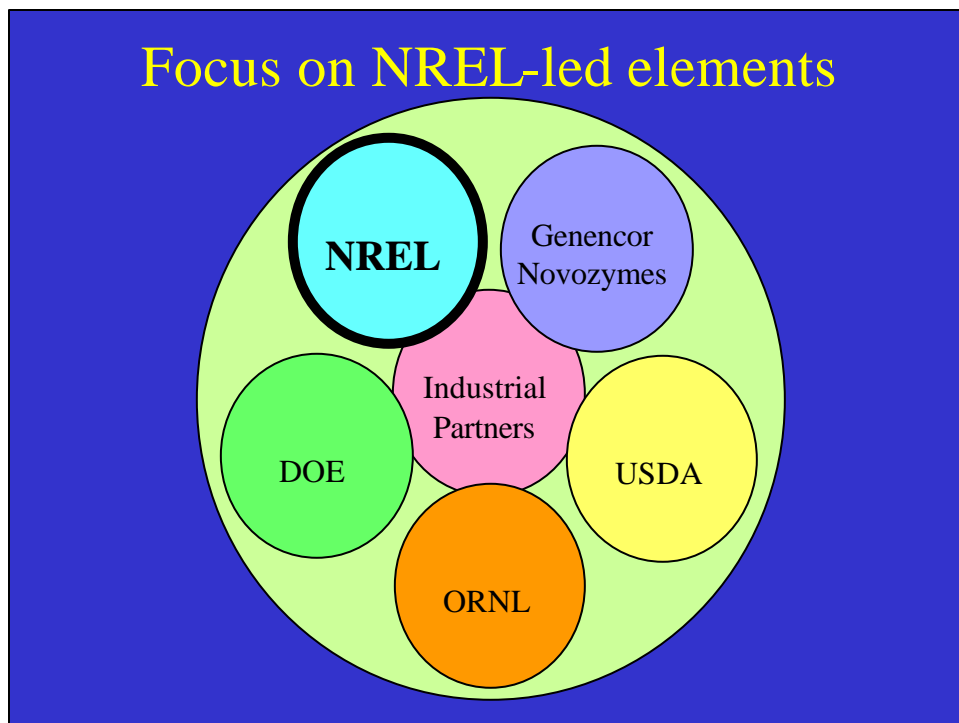 Focus on NREL-led elements
NREL
Genencor
Novozymes
Industrial
Partners
DOE
USDA
ORNL